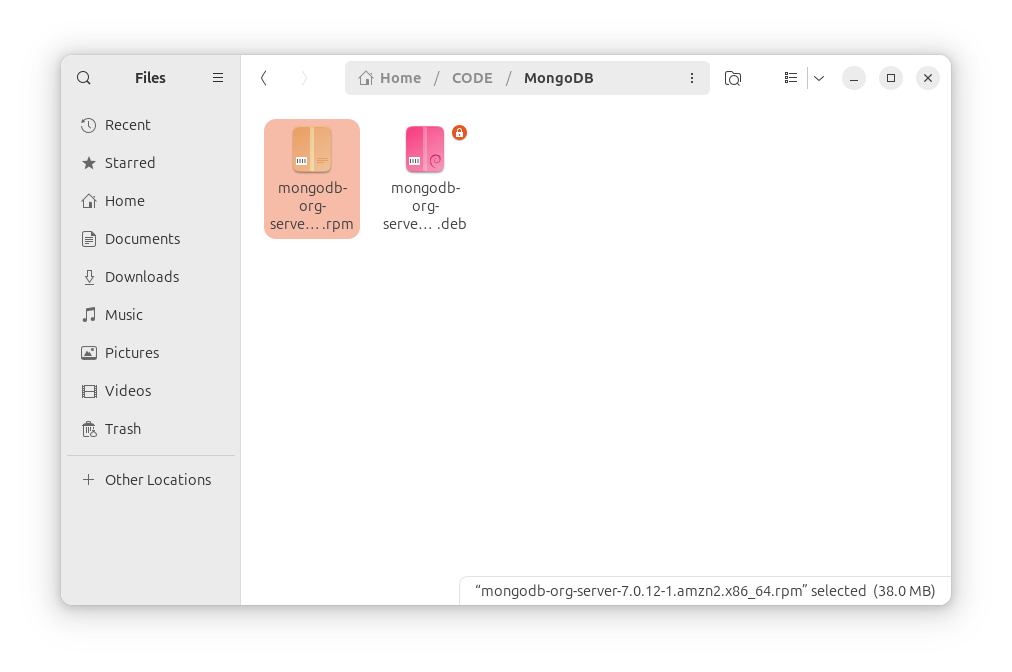 Files
Home / CODE / MongoDB
Recent
Starred
Home
Documents
Downloads
Music
Pictures
Videos
Trash
Other Locations
mongodb-
org-
serve… .rpm
mongodb-
org-
serve… .deb
“mongodb-org-server-7.0.12-1.amzn2.x86_64.rpm” selected (38.0 MB)